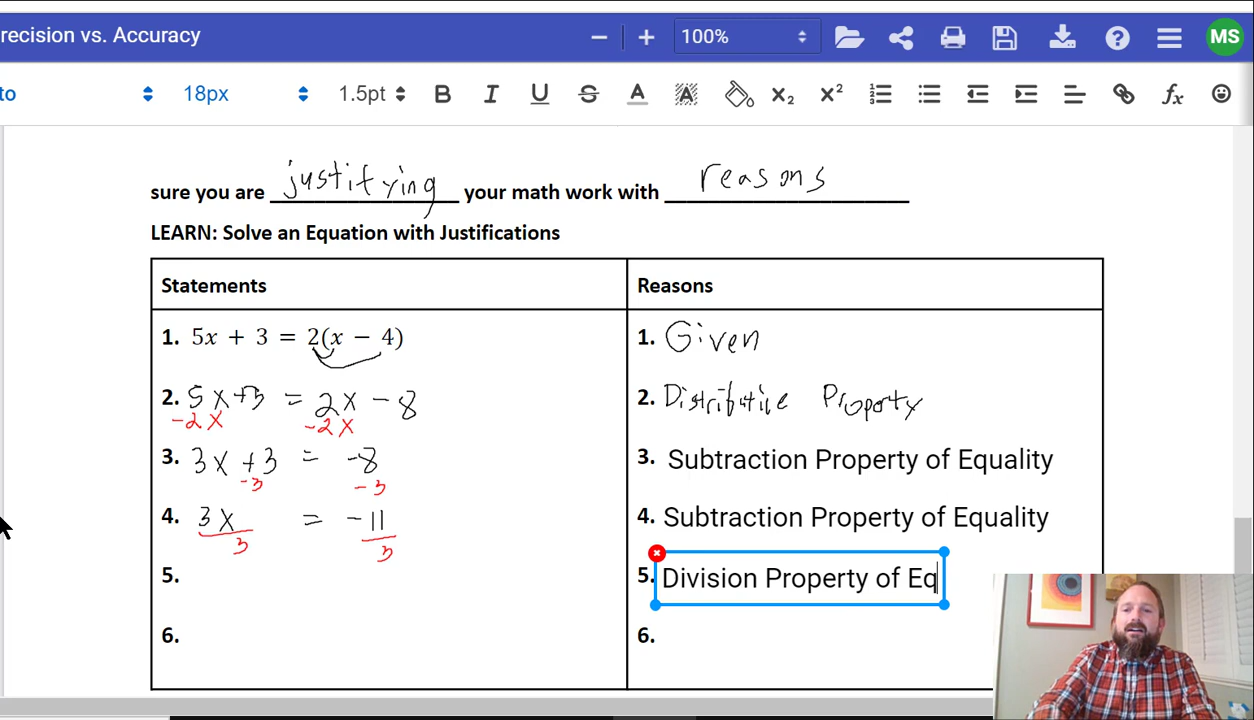 recision vs. Accuracy 100% MS
to 18px 1.5pt B I U S A A X₂ X² fx
sure you are justifying your math work with reasons
LEARN: Solve an Equation with Justifications
Statements Reasons
1. 5x + 3 = 2(x − 4) 1. Given
2. 5x+3 = 2x − 8 2. Distributive Property
-2x -2x
3. 3x +3 = -8 3. Subtraction Property of Equality
-3 -3
4. 3x = -11 4. Subtraction Property of Equality
3 3
5. 5. Division Property of Eq
6. 6.